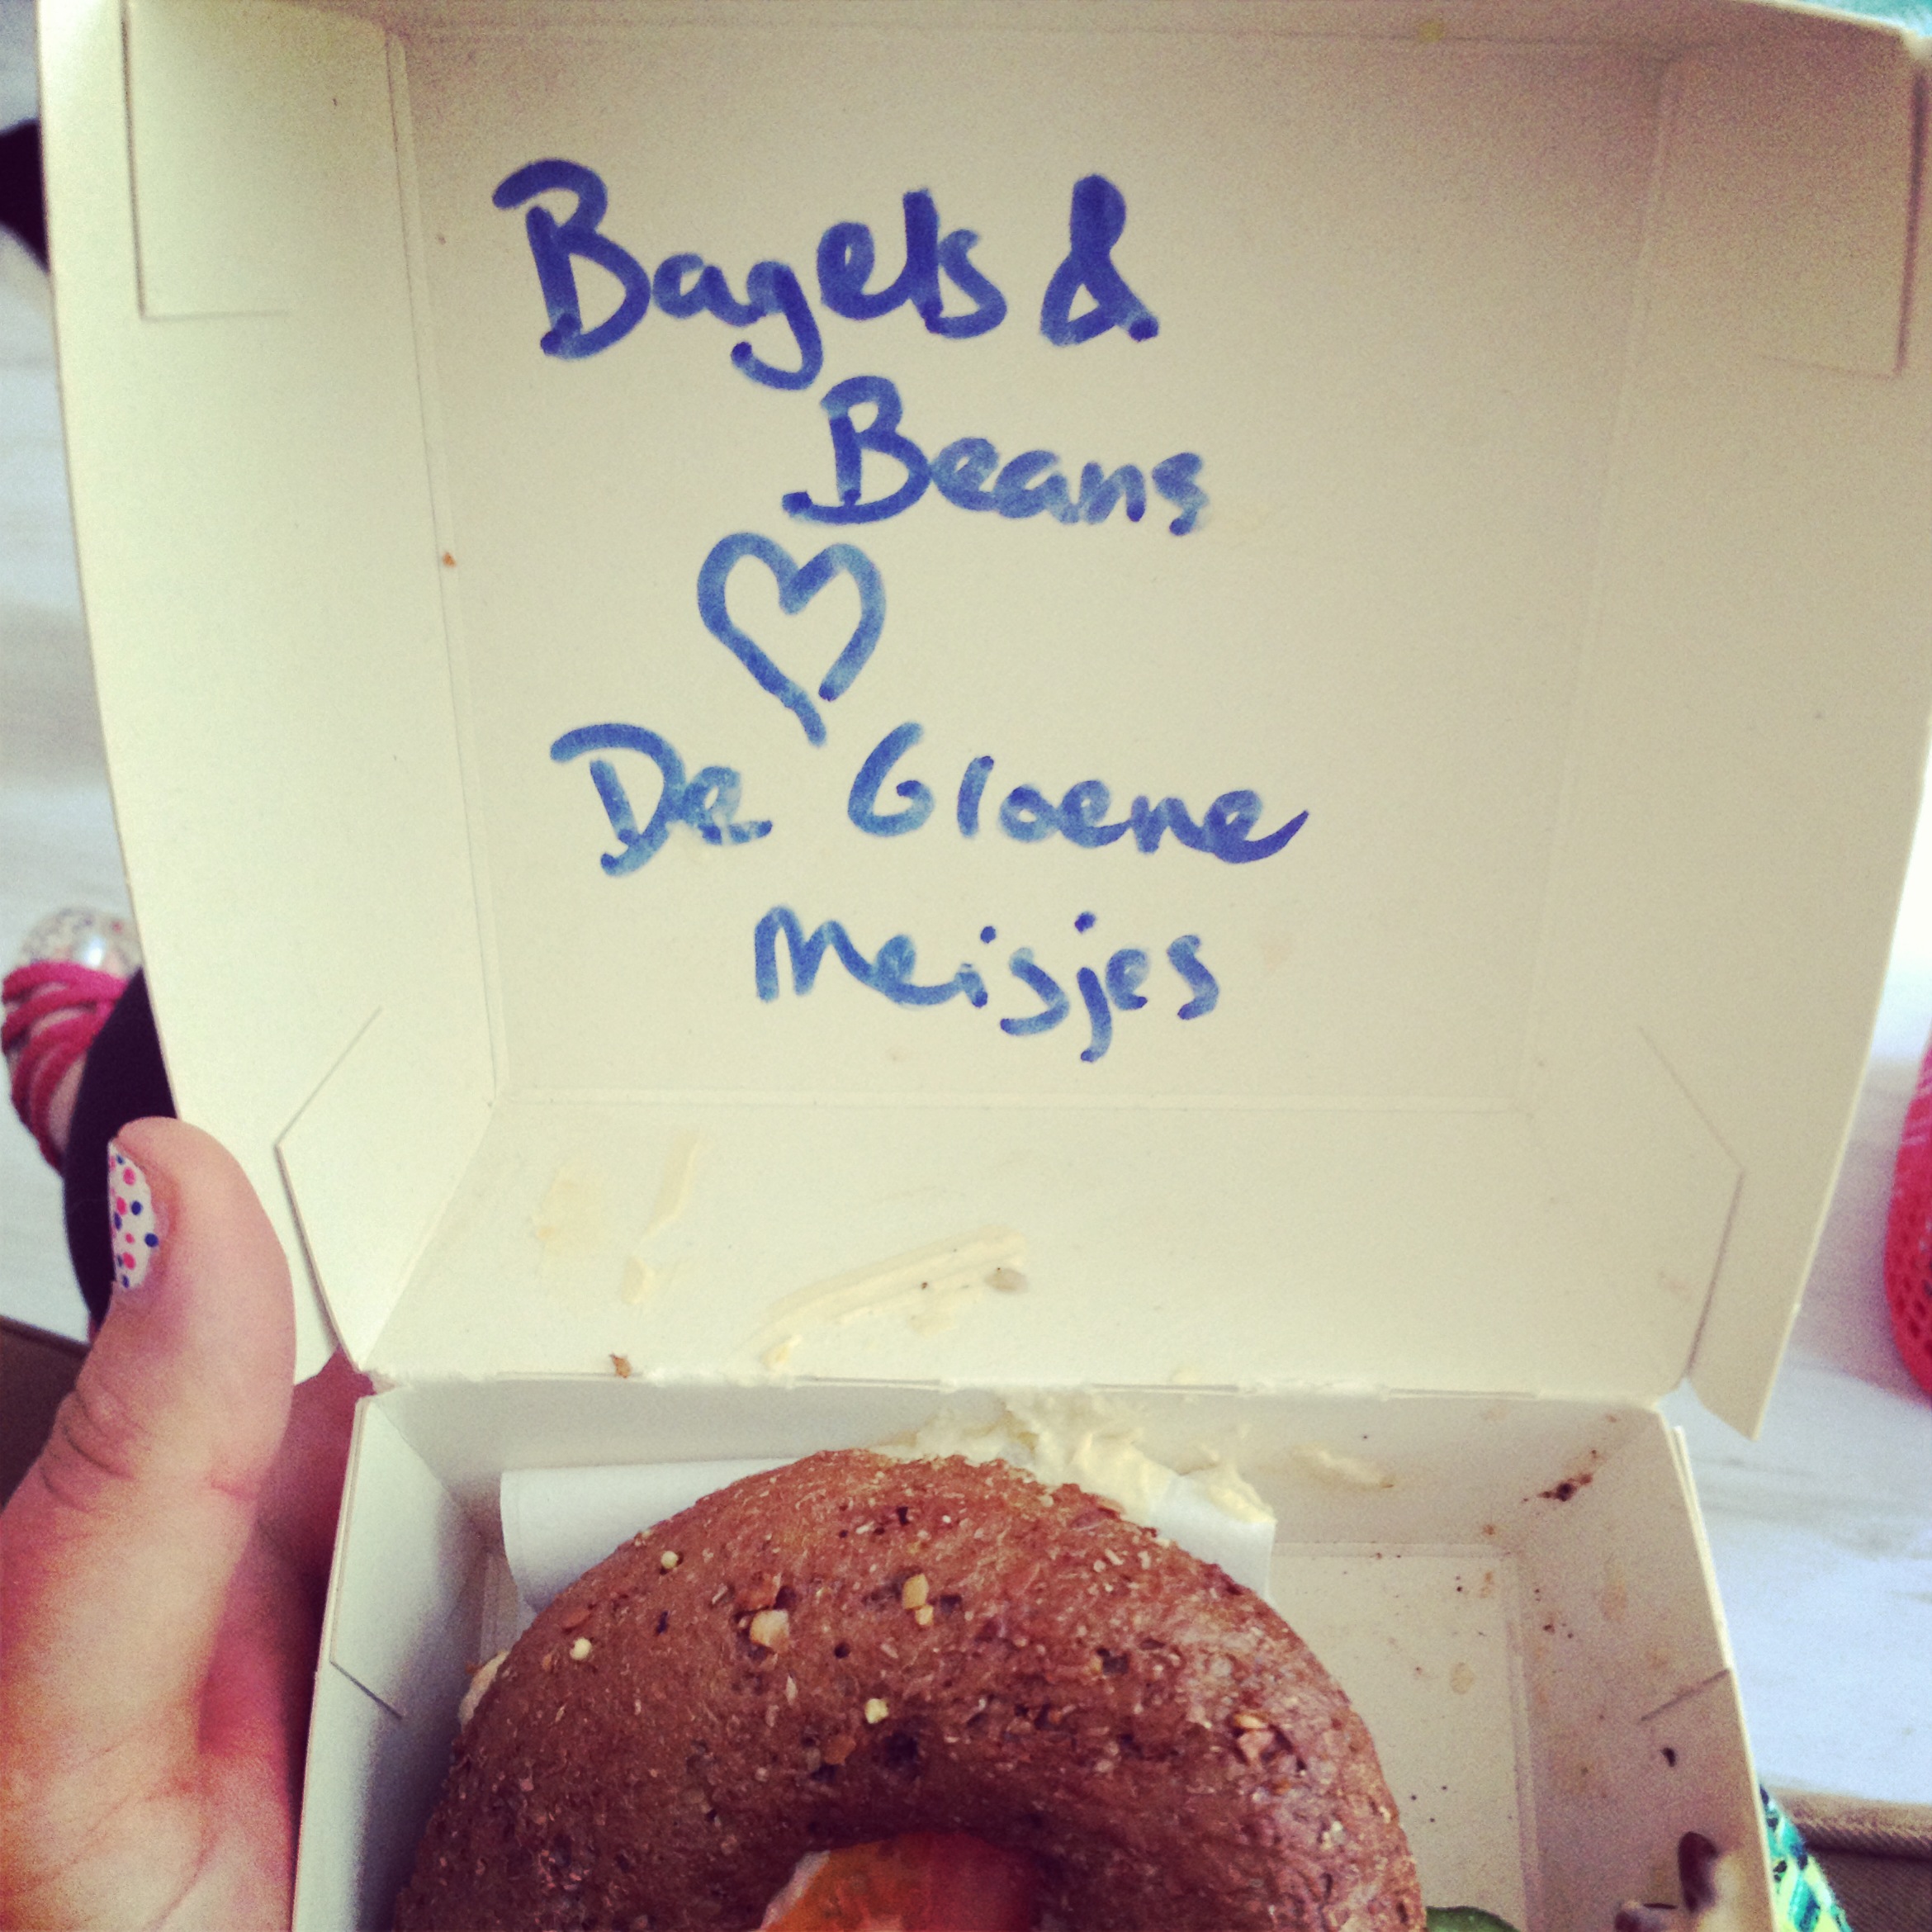 Bagels &
Beans
♡
De Groene
Meisjes